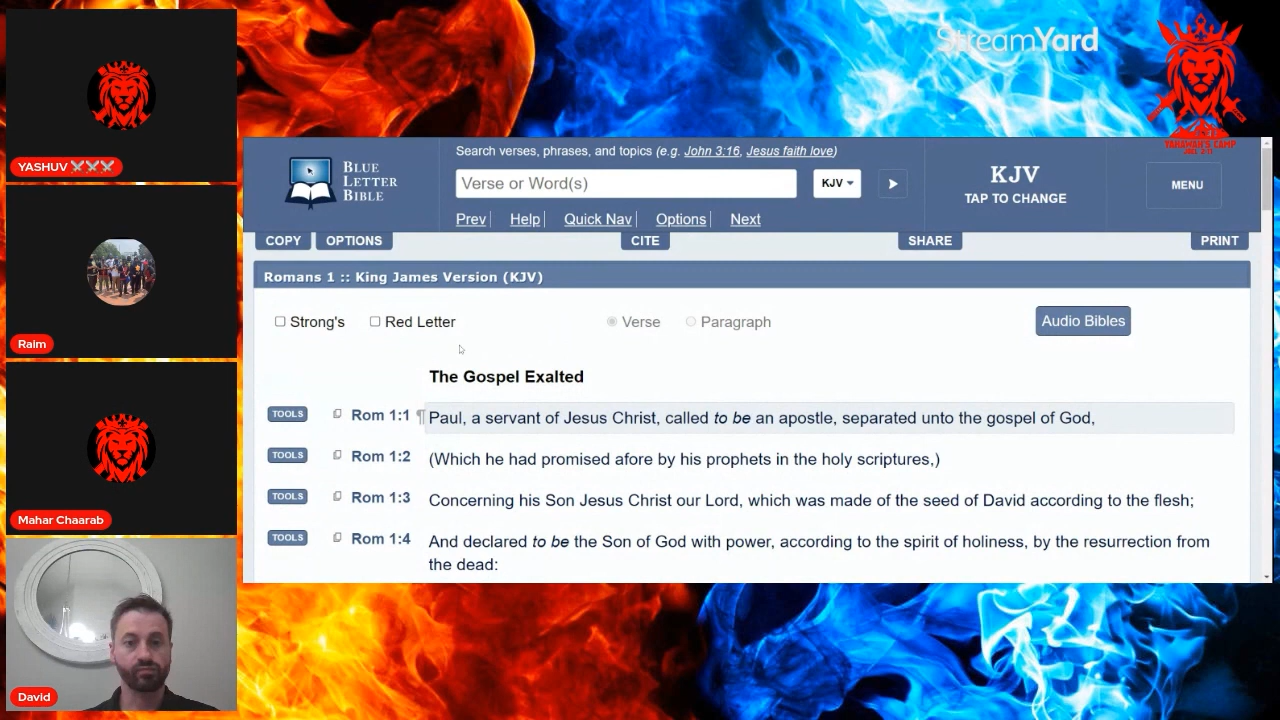 StreamYard
YAHAWAH'S CAMP
JOEL 2:11
YASHUV ⚔⚔⚔
Raim
Mahar Chaarab
David
BLUE
LETTER
BIBLE
Search verses, phrases, and topics (e.g. John 3:16, Jesus faith love)
Verse or Word(s)
KJV
Prev
Help
Quick Nav
Options
Next
KJV
TAP TO CHANGE
MENU
COPY
OPTIONS
CITE
SHARE
PRINT
Romans 1 :: King James Version (KJV)
Strong's
Red Letter
Verse
Paragraph
Audio Bibles
The Gospel Exalted
TOOLS Rom 1:1 ¶ Paul, a servant of Jesus Christ, called to be an apostle, separated unto the gospel of God,
TOOLS Rom 1:2 (Which he had promised afore by his prophets in the holy scriptures,)
TOOLS Rom 1:3 Concerning his Son Jesus Christ our Lord, which was made of the seed of David according to the flesh;
TOOLS Rom 1:4 And declared to be the Son of God with power, according to the spirit of holiness, by the resurrection from
the dead: